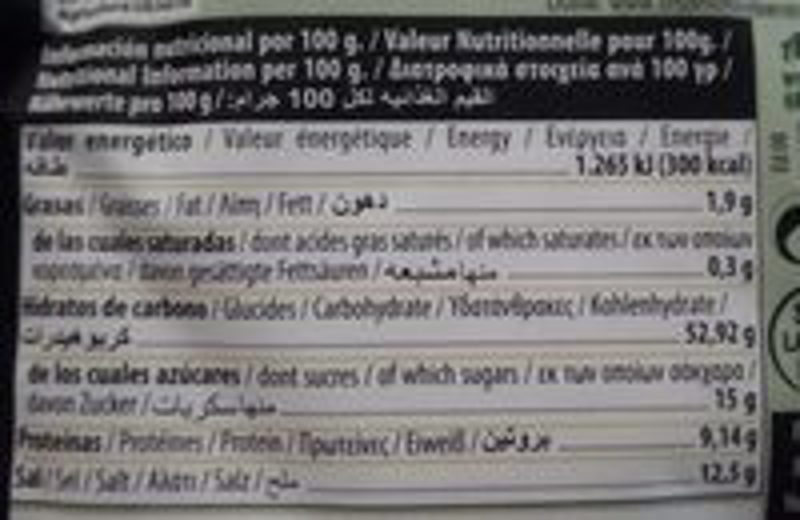 Información nutricional por 100 g. / Valeur Nutritionnelle pour 100g. /
Nutritional Information per 100 g. / Διατροφικά στοιχεία ανά 100 γρ /
Nährwerte pro 100 g / القيم الغذائيه لكل 100 جرام:
Valor energético / Valeur énergétique / Energy / Ενέργεια / Energie /
طاقه 1.265 kJ (300 kcal)
Grasas / Graisses / Fat / Λίπη / Fett / دهون 1,9 g
de las cuales saturadas / dont acides gras saturés / of which saturates / εκ των οποίων
κορεσμένα / davon gesättigte Fettsäuren / منها مشبعه 0,3 g
Hidratos de carbono / Glucides / Carbohydrate / Υδατάνθρακες / Kohlenhydrate /
كربوهيدرات 52,92 g
de los cuales azúcares / dont sucres / of which sugars / εκ των οποίων σάκχαρα /
davon Zucker / منها سكريات 15 g
Proteínas / Protéines / Protein / Πρωτεΐνες / Eiweiß / بروتين 9,14 g
Sal / Sel / Salt / Αλάτι / Salz / ملح 12,5 g